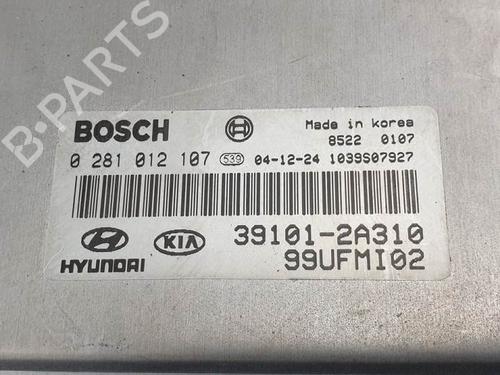 B-PARTS
BOSCH
Made in korea
8522 0107
0 281 012 107 539 04-12-24 1039S07927
HYUNDAI KIA 39101-2A310
99UFMI02